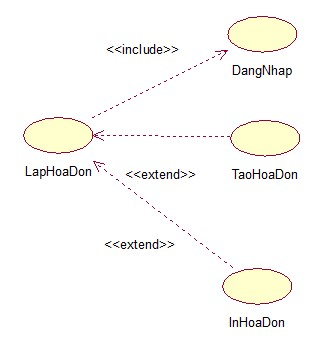 <<include>>
DangNhap
LapHoaDon
<<extend>>
TaoHoaDon
<<extend>>
InHoaDon